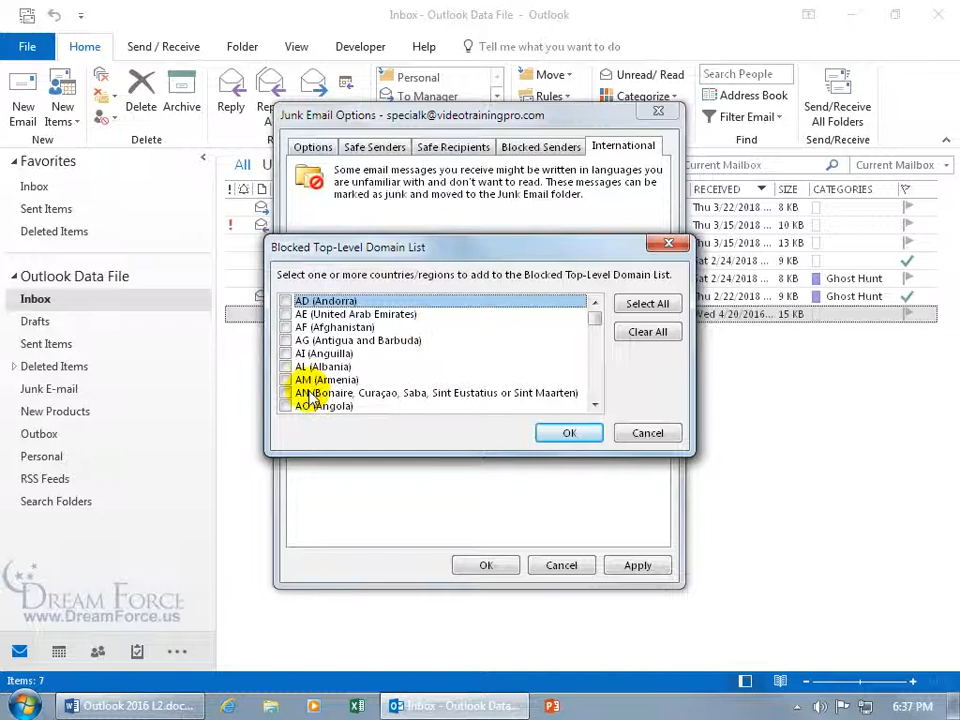 Inbox - Outlook Data File - Outlook
File Home Send / Receive Folder View Developer Help Tell me what you want to do
New Email
New Items
New
Delete
Archive
Delete
Reply
Personal
To Manager
Move
Rules
Unread/ Read
Categorize
Search People
Address Book
Filter Email
Find
Send/Receive All Folders
Send/Receive
Favorites
Inbox
Sent Items
Deleted Items
Outlook Data File
Inbox
Drafts
Sent Items
Deleted Items
Junk E-mail
Outbox
Personal
RSS Feeds
Search Folders
All
Current Mailbox
Current Mailbox
RECEIVED SIZE CATEGORIES
Thu 3/22/2018 ... 8 KB
Thu 3/15/2018 ... 13 KB
Thu 3/15/2018 ... 10 KB
Sat 2/24/2018 ... 9 KB
Sat 2/24/2018 ... 8 KB Ghost Hunt
Thu 2/22/2018 ... 8 KB Ghost Hunt
Wed 4/20/2016 ... 15 KB
Junk Email Options - specialk@videotrainingpro.com
Options Safe Senders Safe Recipients Blocked Senders International
Some email messages you receive might be written in languages you
are unfamiliar with and don't want to read. These messages can be
marked as junk and moved to the Junk Email folder.
Blocked Top-Level Domain List
Select one or more countries/regions to add to the Blocked Top-Level Domain List.
AD (Andorra)
AE (United Arab Emirates)
AF (Afghanistan)
AG (Antigua and Barbuda)
AI (Anguilla)
AL (Albania)
AM (Armenia)
AN (Bonaire, Curaçao, Saba, Sint Eustatius or Sint Maarten)
AO (Angola)
Select All
Clear All
OK Cancel
OK Cancel Apply
DREAM FORCE
www.DreamForce.us
Items: 7
Outlook 2016 L2.doc...
Inbox - Outlook Data...
6:37 PM